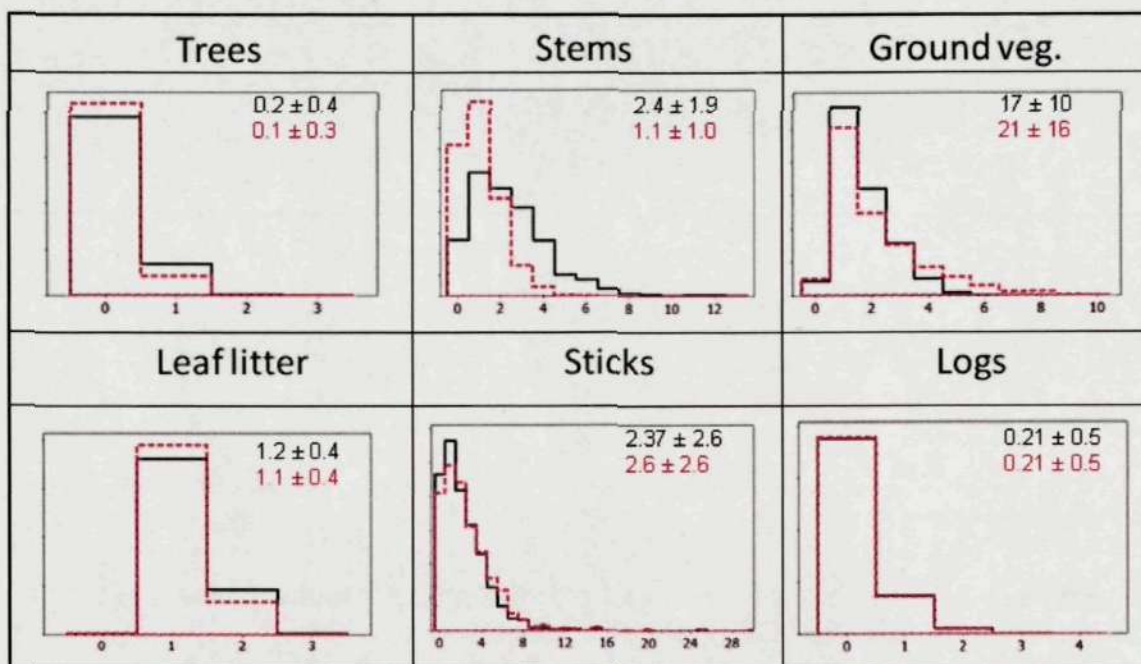 Trees Stems Ground veg.
0.2 ± 0.4 2.4 ± 1.9 17 ± 10
0.1 ± 0.3 1.1 ± 1.0 21 ± 16
0 1 2 3 0 2 4 6 8 10 12 0 2 4 6 8 10
Leaf litter Sticks Logs
1.2 ± 0.4 2.37 ± 2.6 0.21 ± 0.5
1.1 ± 0.4 2.6 ± 2.6 0.21 ± 0.5
0 1 2 3 0 4 8 12 16 20 24 28 0 1 2 3 4